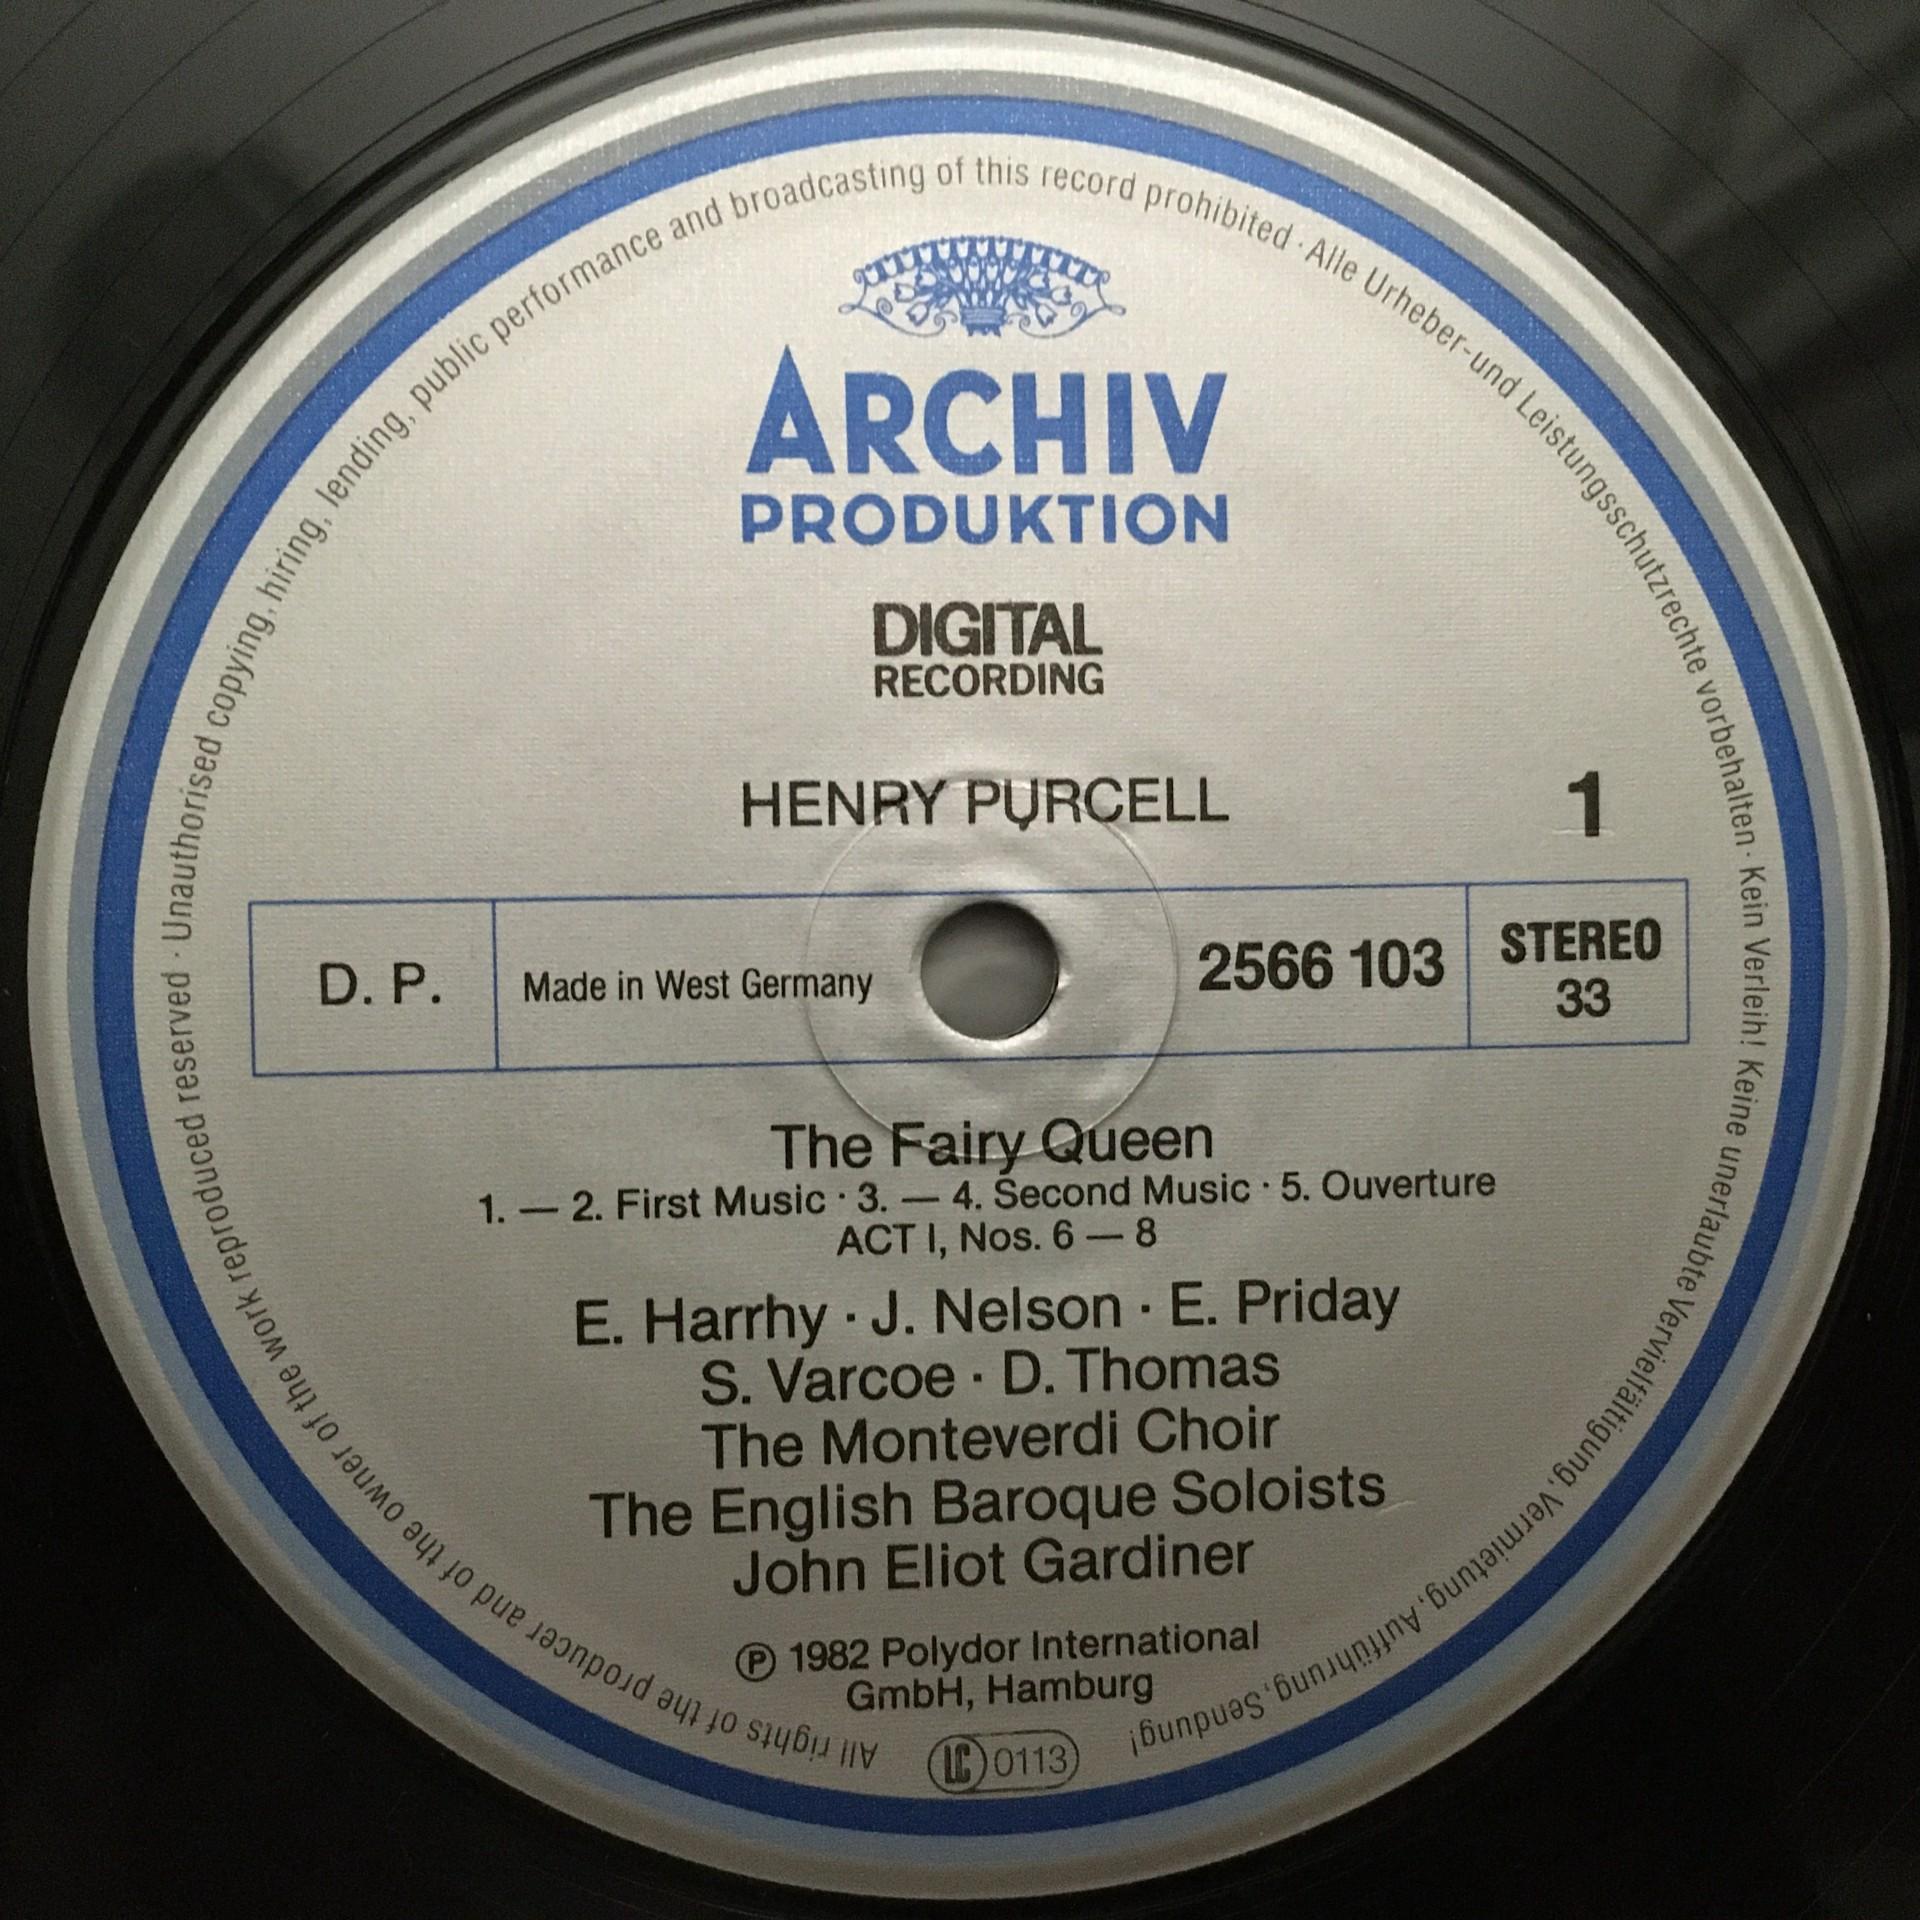 All rights of the producer and of the owner of the work reproduced reserved · Unauthorised copying, hiring, lending, public performance and broadcasting of this record prohibited · Alle Urheber- und Leistungsschutzrechte vorbehalten · Kein Verleih! Keine unerlaubte Vervielfältigung, Vermietung, Aufführung, Sendung!
ARCHIV
PRODUKTION
DIGITAL
RECORDING
HENRY PURCELL
1
D. P.
Made in West Germany
2566 103
STEREO
33
The Fairy Queen
1. — 2. First Music · 3. — 4. Second Music · 5. Ouverture
ACT I, Nos. 6 — 8
E. Harrhy · J. Nelson · E. Priday
S. Varcoe · D. Thomas
The Monteverdi Choir
The English Baroque Soloists
John Eliot Gardiner
℗ 1982 Polydor International
GmbH, Hamburg
LC 0113